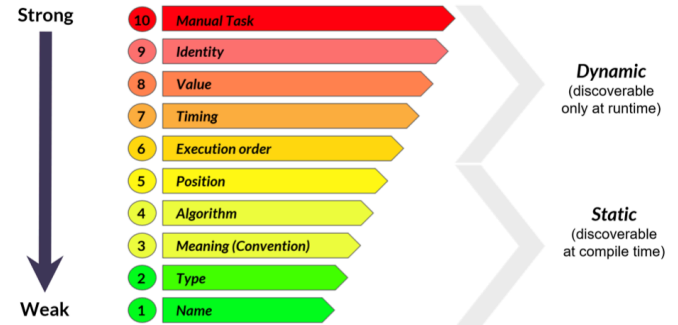 Strong
10 Manual Task
9 Identity
8 Value
7 Timing
6 Execution order
5 Position
4 Algorithm
3 Meaning (Convention)
2 Type
1 Name
Weak
Dynamic
(discoverable
only at runtime)
Static
(discoverable
at compile time)